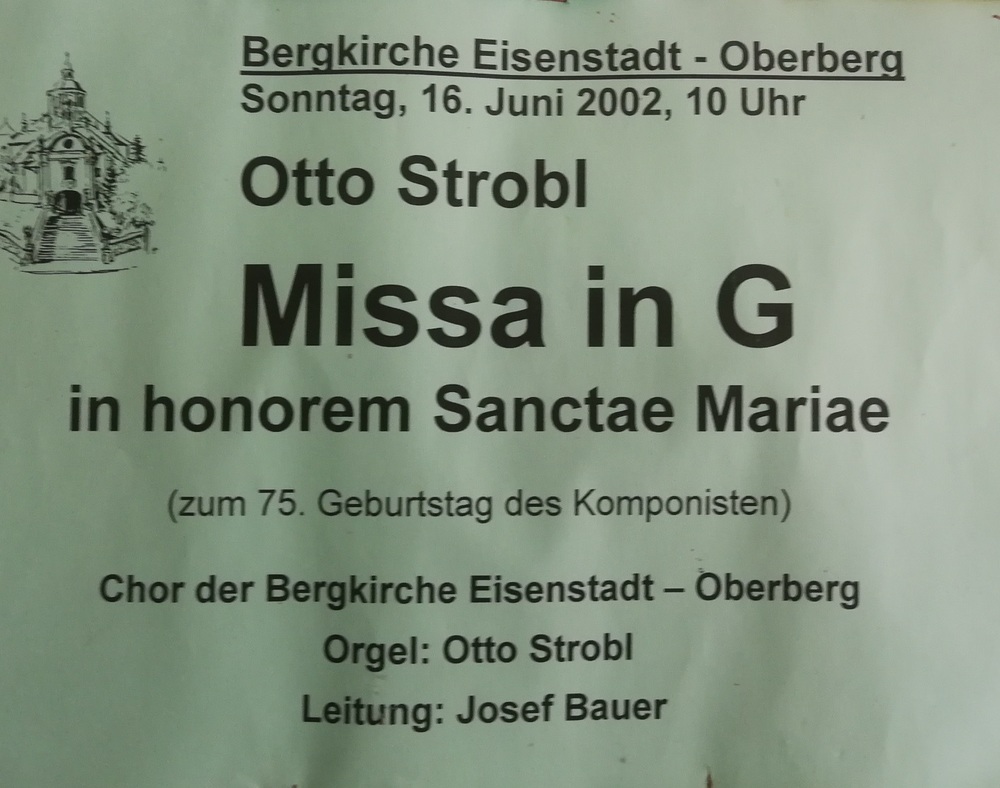 Bergkirche Eisenstadt - Oberberg
Sonntag, 16. Juni 2002, 10 Uhr
Otto Strobl
Missa in G
in honorem Sanctae Mariae
(zum 75. Geburtstag des Komponisten)
Chor der Bergkirche Eisenstadt – Oberberg
Orgel: Otto Strobl
Leitung: Josef Bauer